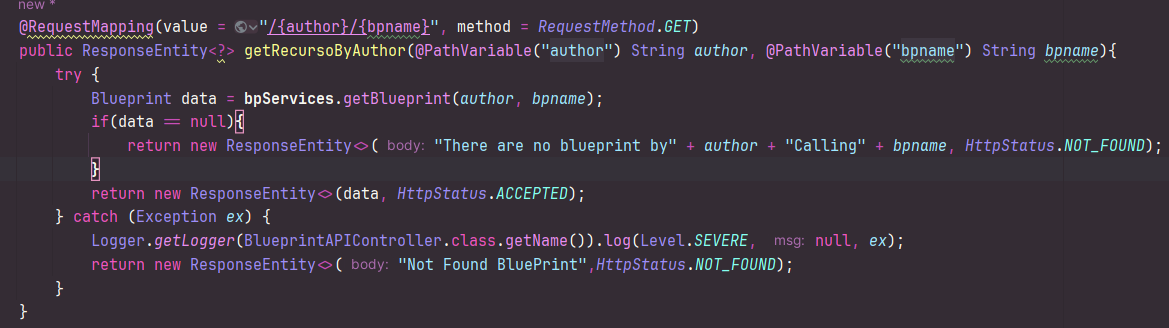 new *
@RequestMapping(value = "/{author}/{bpname}", method = RequestMethod.GET)
public ResponseEntity<?> getRecursoByAuthor(@PathVariable("author") String author, @PathVariable("bpname") String bpname){
try {
Blueprint data = bpServices.getBlueprint(author, bpname);
if(data == null){
return new ResponseEntity<>( body: "There are no blueprint by" + author + "Calling" + bpname, HttpStatus.NOT_FOUND);
}
return new ResponseEntity<>(data, HttpStatus.ACCEPTED);
} catch (Exception ex) {
Logger.getLogger(BlueprintAPIController.class.getName()).log(Level.SEVERE, msg: null, ex);
return new ResponseEntity<>( body: "Not Found BluePrint",HttpStatus.NOT_FOUND);
}
}